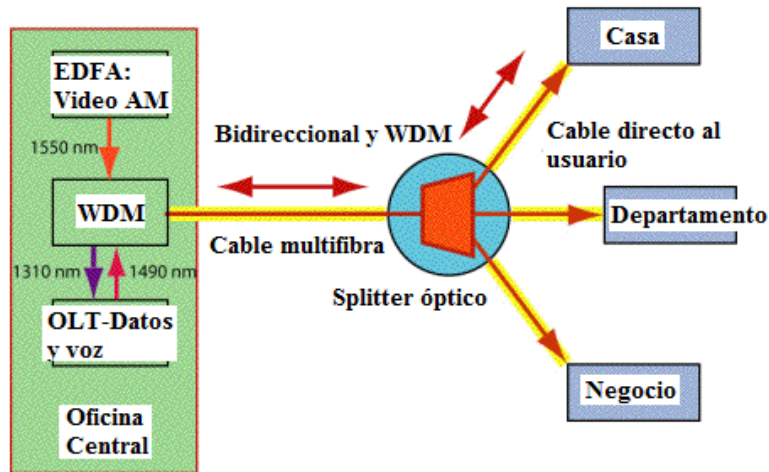 EDFA:
Video AM
1550 nm
WDM
1310 nm
1490 nm
OLT-Datos
y voz
Oficina
Central
Bidireccional y WDM
Cable multifibra
Splitter óptico
Casa
Cable directo al
usuario
Departamento
Negocio